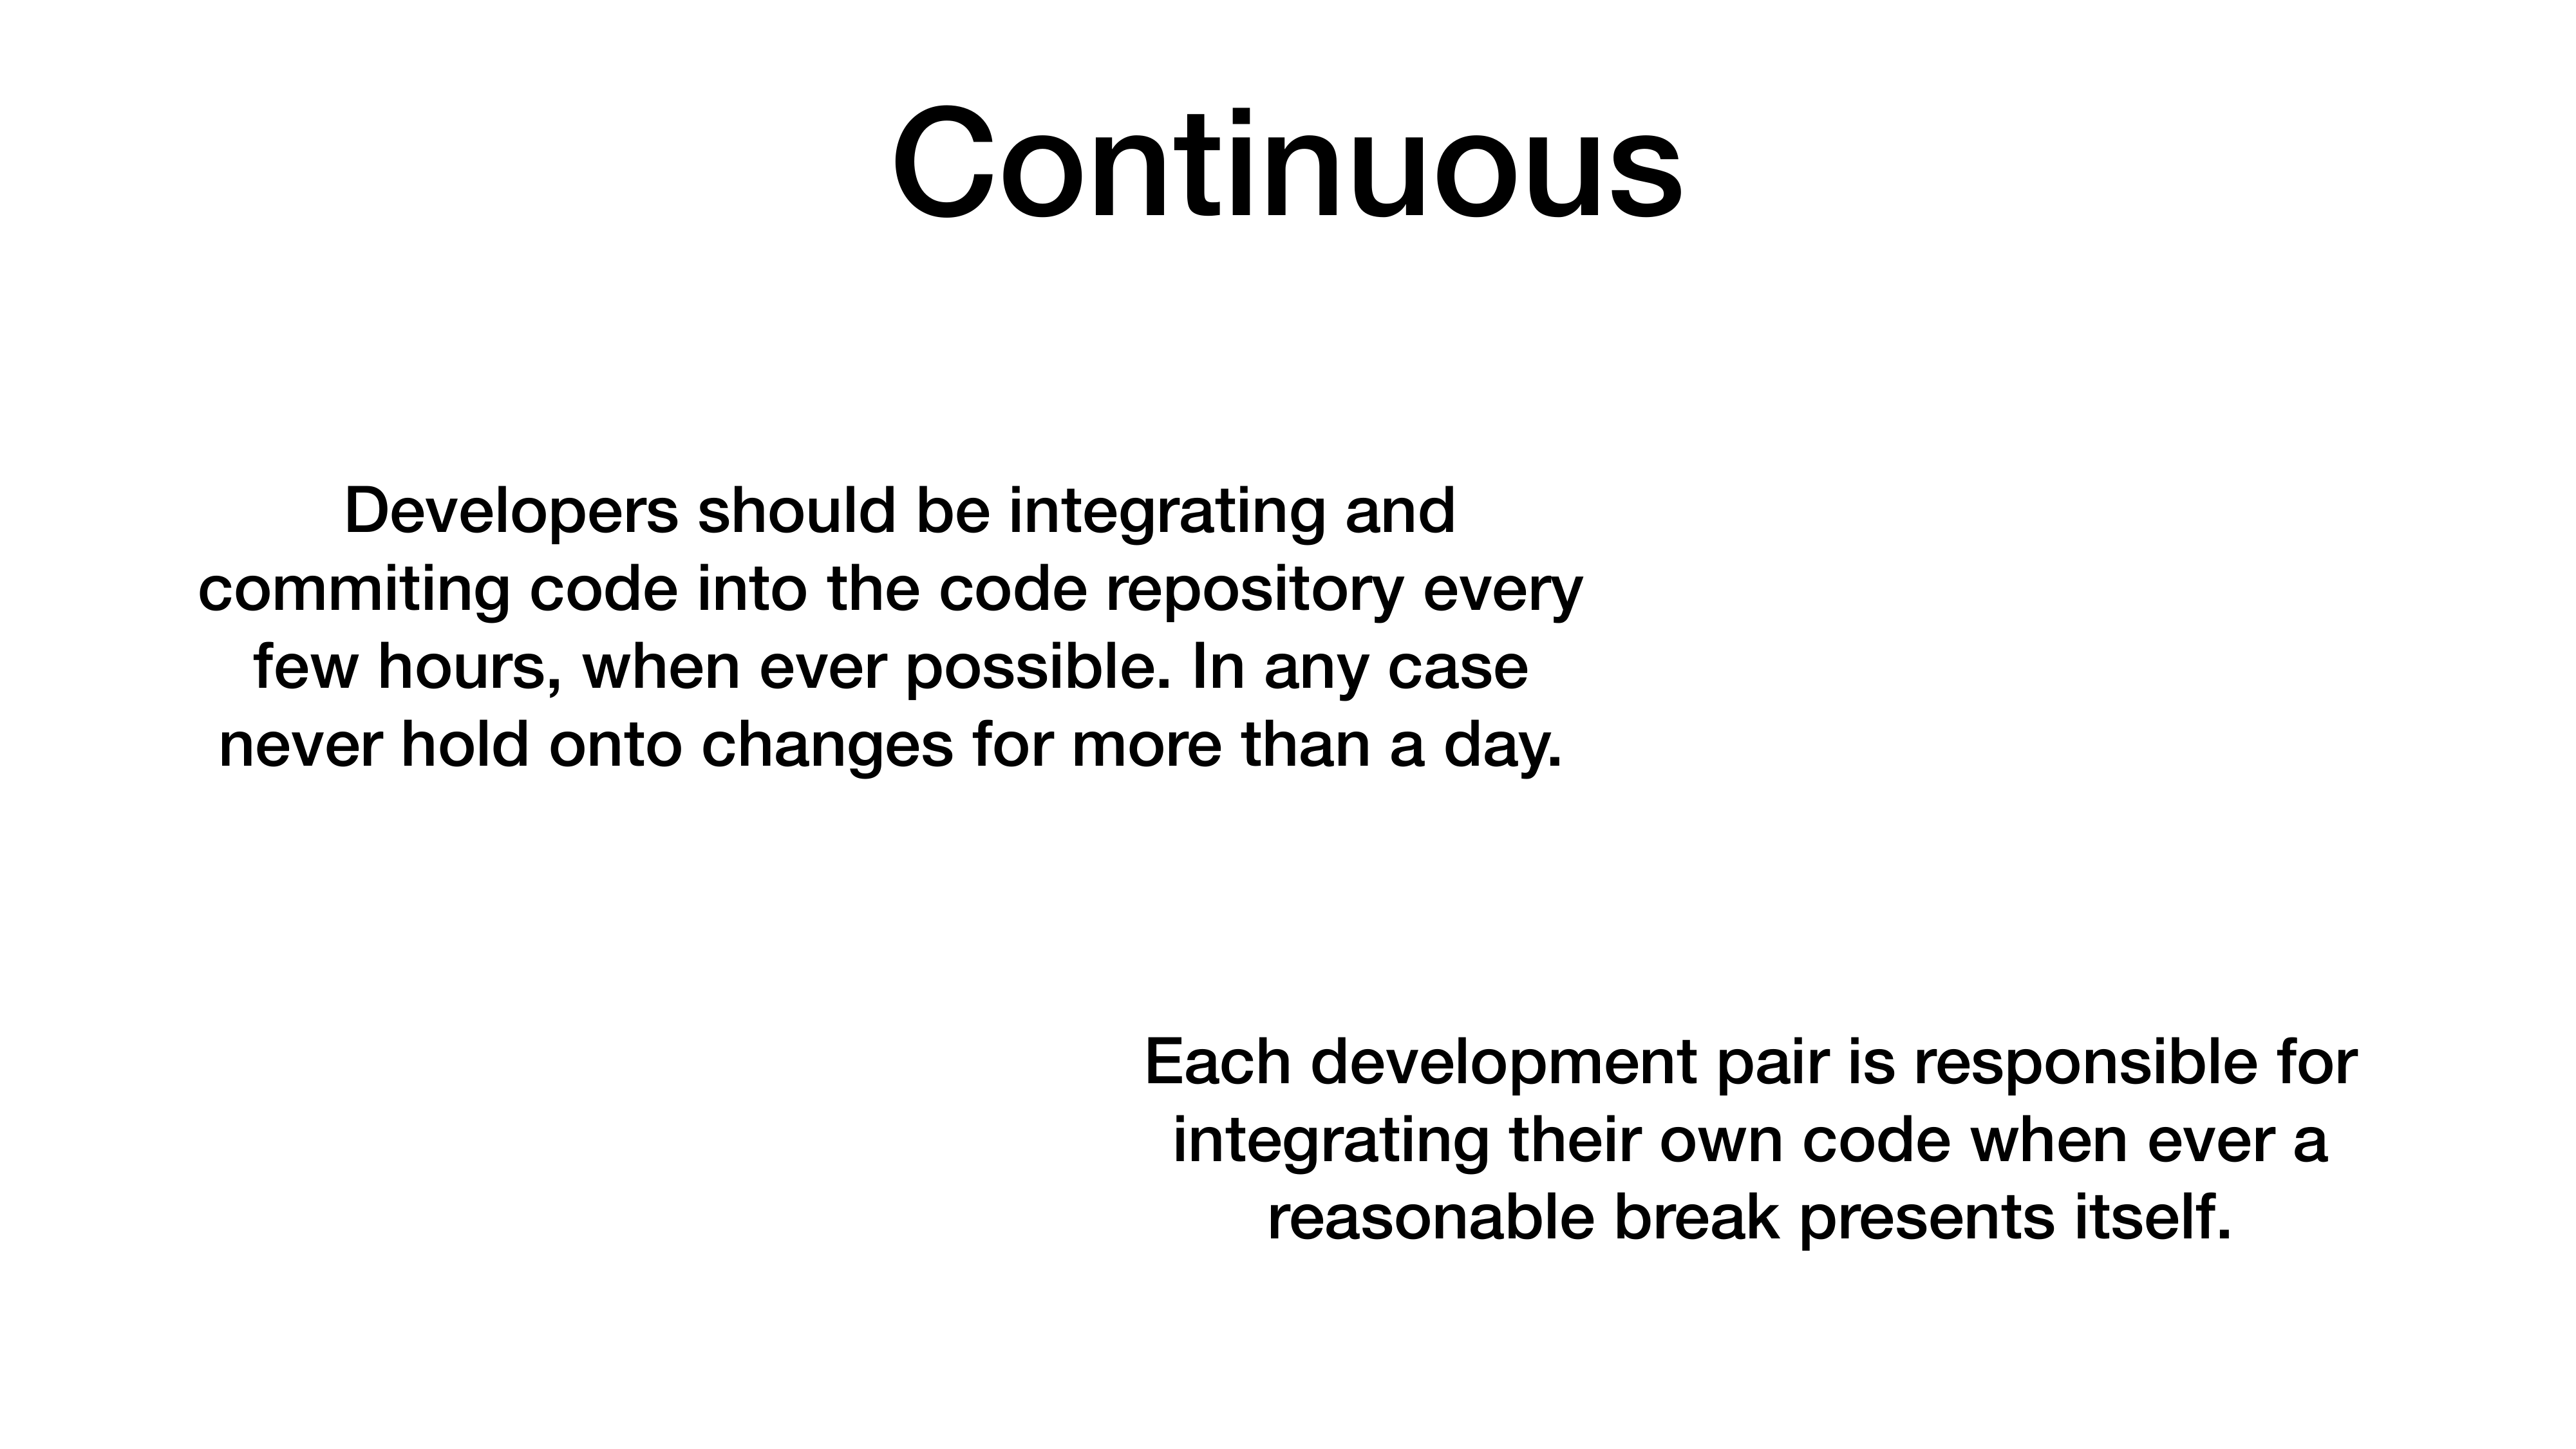 Continuous
Developers should be integrating and
commiting code into the code repository every
few hours, when ever possible. In any case
never hold onto changes for more than a day.
Each development pair is responsible for
integrating their own code when ever a
reasonable break presents itself.